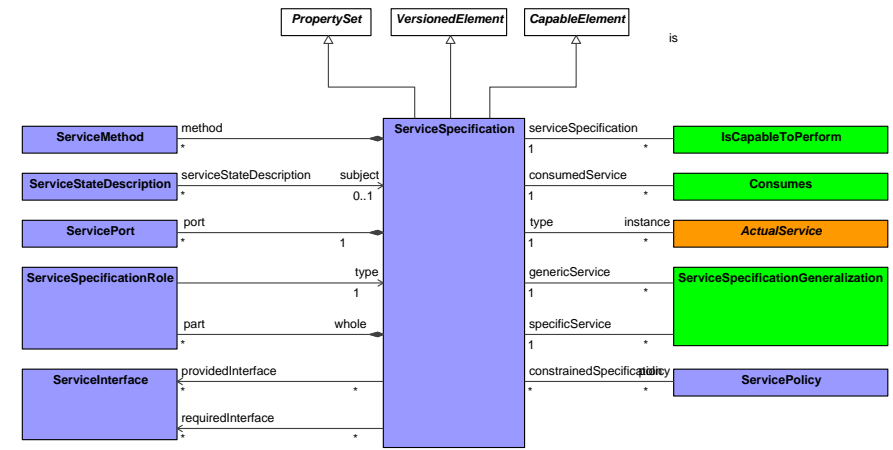 PropertySet VersionedElement CapableElement
is
ServiceMethod method * ServiceSpecification serviceSpecification 1 * IsCapableToPerform
ServiceStateDescription serviceStateDescription * subject 0..1 consumedService 1 * Consumes
ServicePort port * 1 type 1 instance * ActualService
ServiceSpecificationRole type 1 genericService 1 * ServiceSpecificationGeneralization
part * whole specificService 1 *
ServiceInterface providedInterface * * constrainedSpecification * policy * ServicePolicy
requiredInterface * *